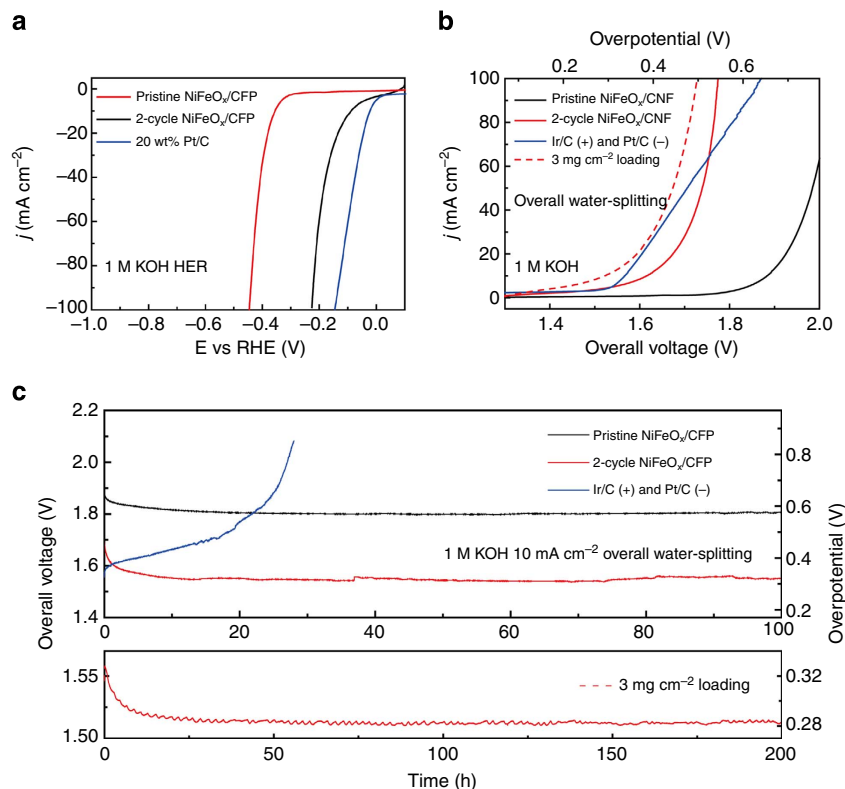 a
0
−20
−40
−60
−80
−100
j (mA cm⁻²)
Pristine NiFeOₓ/CFP
2-cycle NiFeOₓ/CFP
20 wt% Pt/C
1 M KOH HER
−1.0 −0.8 −0.6 −0.4 −0.2 0.0
E vs RHE (V)
b
Overpotential (V)
0.2 0.4 0.6
100
80
60
40
20
0
j (mA cm⁻²)
Pristine NiFeOₓ/CNF
2-cycle NiFeOₓ/CNF
Ir/C (+) and Pt/C (−)
3 mg cm⁻² loading
Overall water-splitting
1 M KOH
1.4 1.6 1.8 2.0
Overall voltage (V)
c
2.2
2.0
1.8
1.6
1.4
Overall voltage (V)
Pristine NiFeOₓ/CFP
2-cycle NiFeOₓ/CFP
Ir/C (+) and Pt/C (−)
1 M KOH 10 mA cm⁻² overall water-splitting
0.8
0.6
0.4
0.2
Overpotential (V)
0 20 40 60 80 100
1.55
1.50
3 mg cm⁻² loading
0.32
0.28
0 50 100 150 200
Time (h)